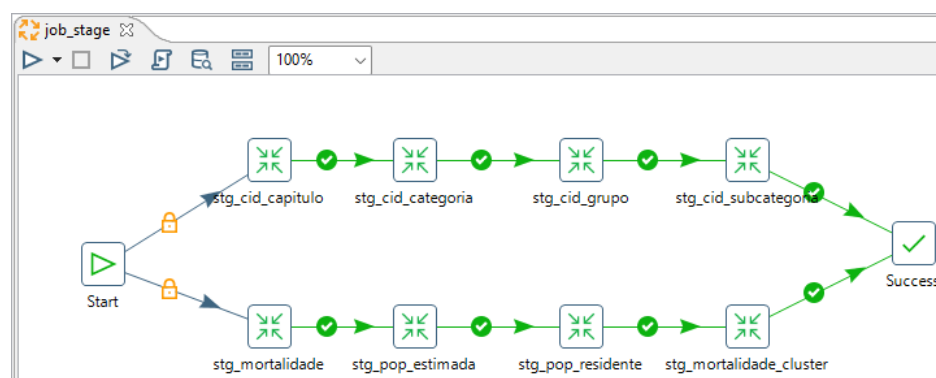 job_stage
100%
stg_cid_capitulo
stg_cid_categoria
stg_cid_grupo
stg_cid_subcategoria
Start
Success
stg_mortalidade
stg_pop_estimada
stg_pop_residente
stg_mortalidade_cluster